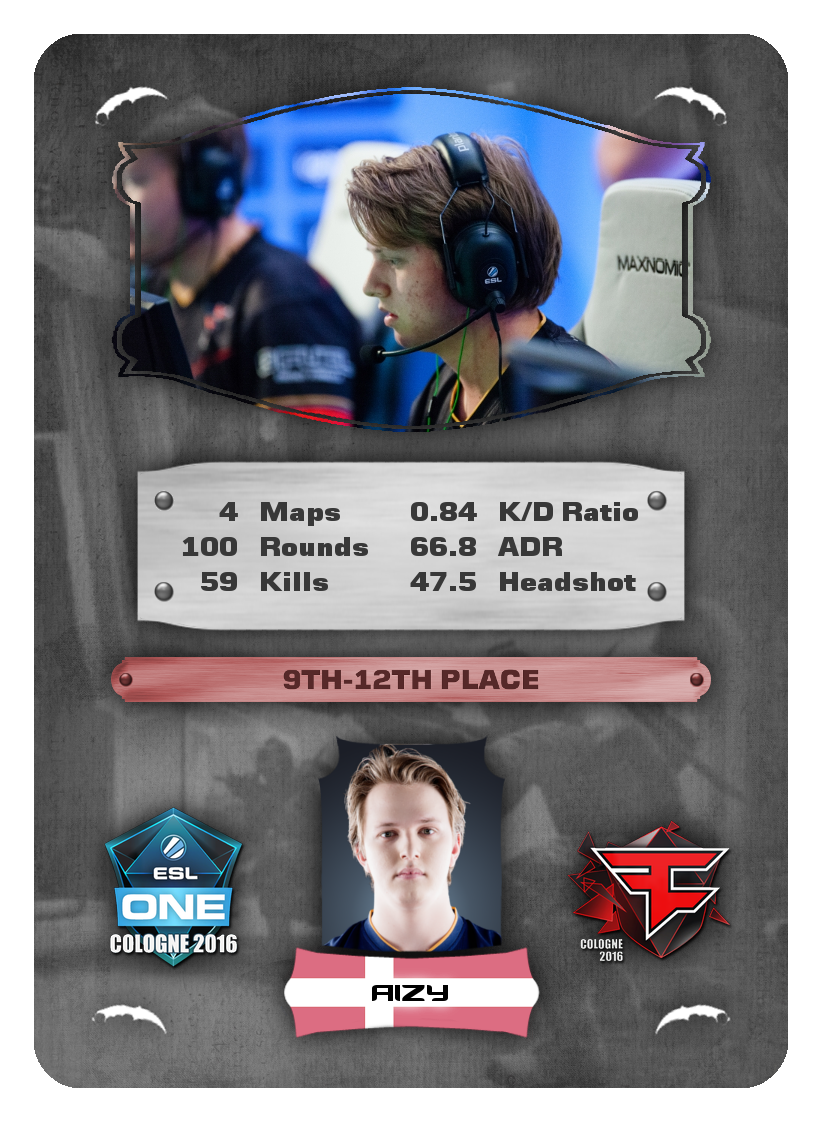 ESL
MAXNOMIC
4 Maps 0.84 K/D Ratio
100 Rounds 66.8 ADR
59 Kills 47.5 Headshot
9TH-12TH PLACE
ESL
ONE
COLOGNE 2016
COLOGNE
2016
AIZY